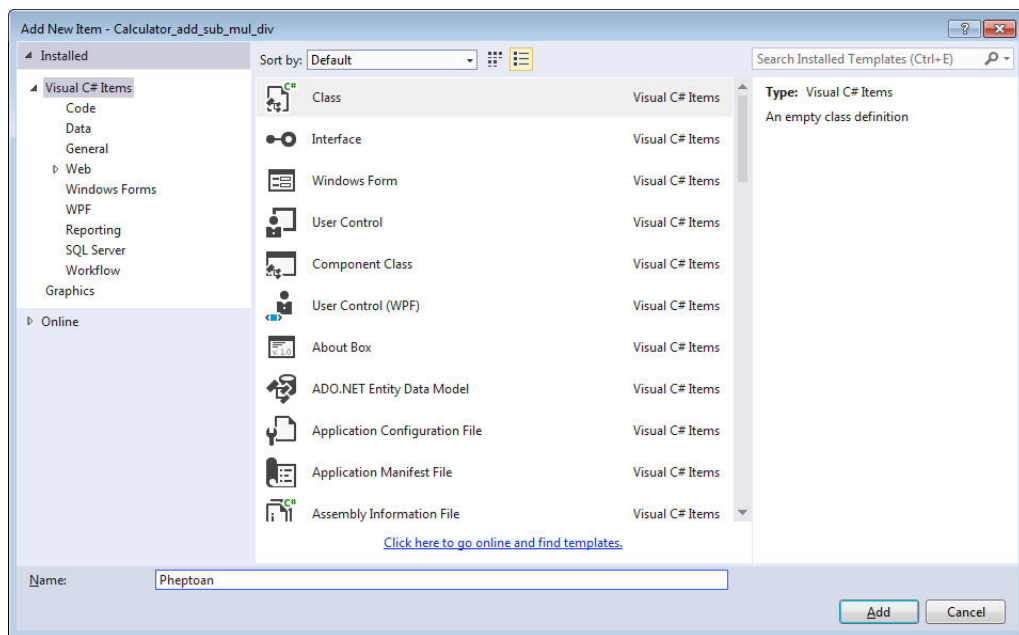 Add New Item - Calculator_add_sub_mul_div
Installed
Sort by: Default
Search Installed Templates (Ctrl+E)
Visual C# Items
Code
Data
General
Web
Windows Forms
WPF
Reporting
SQL Server
Workflow
Graphics
Online
C# Class Visual C# Items
Interface Visual C# Items
Windows Form Visual C# Items
User Control Visual C# Items
Component Class Visual C# Items
User Control (WPF) Visual C# Items
v.1.0 About Box Visual C# Items
ADO.NET Entity Data Model Visual C# Items
Application Configuration File Visual C# Items
Application Manifest File Visual C# Items
C# Assembly Information File Visual C# Items
Click here to go online and find templates.
Type: Visual C# Items
An empty class definition
Name: Pheptoan
Add Cancel